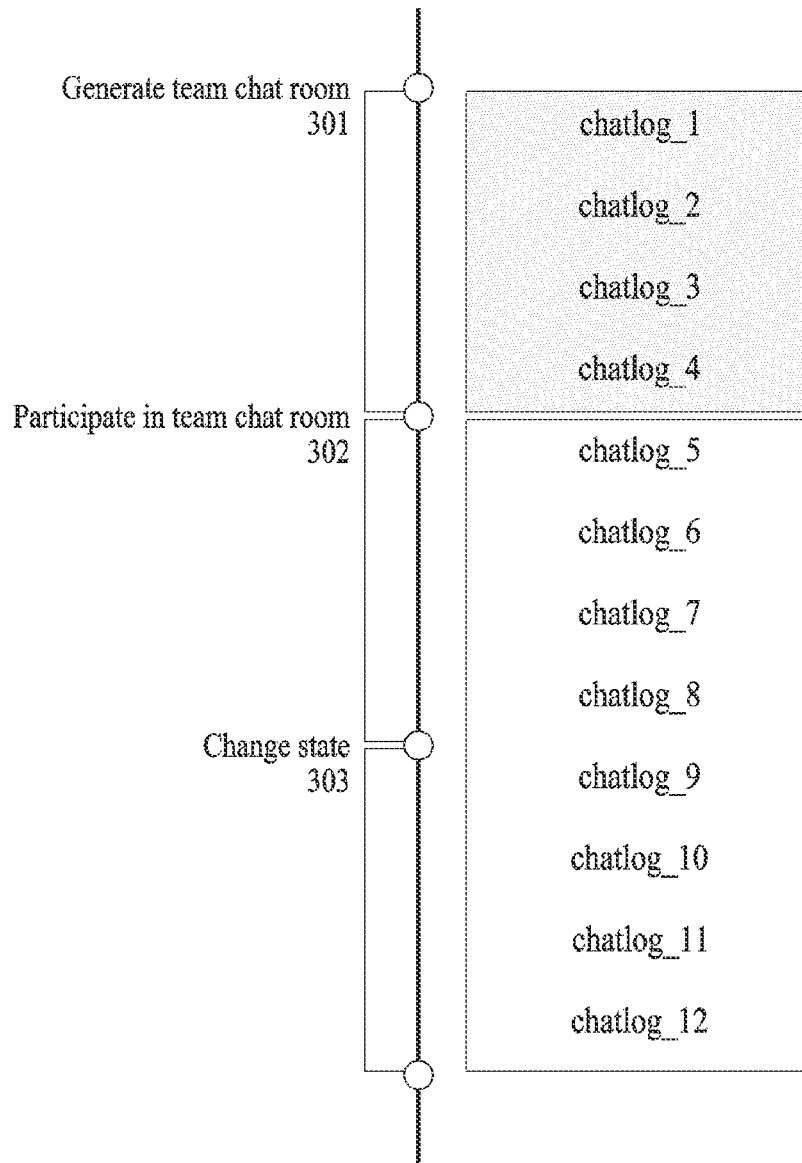 Generate team chat room
301
chatlog_1
chatlog_2
chatlog_3
chatlog_4
Participate in team chat room
302
chatlog_5
chatlog_6
chatlog_7
chatlog_8
Change state
303
chatlog_9
chatlog_10
chatlog_11
chatlog_12